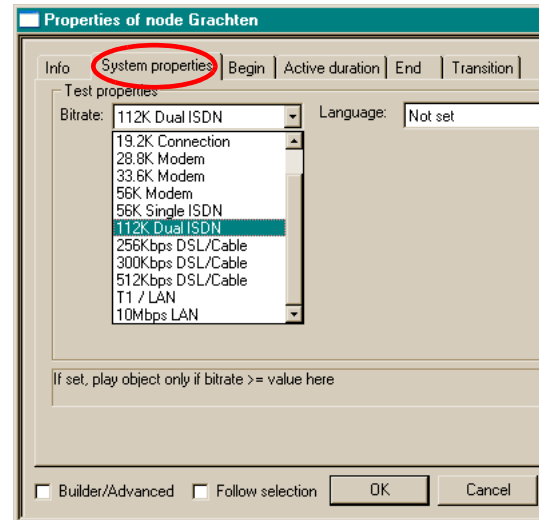 Properties of node Grachten
Info System properties Begin Active duration End Transition
Test properties
Bitrate: 112K Dual ISDN Language: Not set
19.2K Connection
28.8K Modem
33.6K Modem
56K Modem
56K Single ISDN
112K Dual ISDN
256Kbps DSL/Cable
300Kbps DSL/Cable
512Kbps DSL/Cable
T1 / LAN
10Mbps LAN
If set, play object only if bitrate >= value here
Builder/Advanced Follow selection OK Cancel